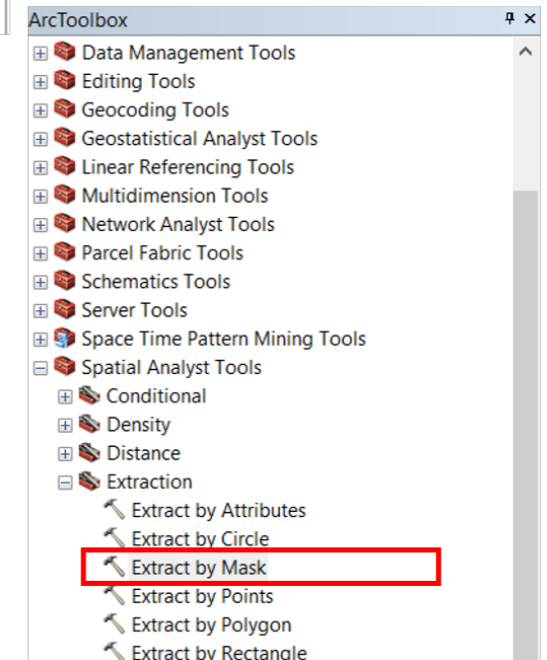 ArcToolbox
Data Management Tools
Editing Tools
Geocoding Tools
Geostatistical Analyst Tools
Linear Referencing Tools
Multidimension Tools
Network Analyst Tools
Parcel Fabric Tools
Schematics Tools
Server Tools
Space Time Pattern Mining Tools
Spatial Analyst Tools
Conditional
Density
Distance
Extraction
Extract by Attributes
Extract by Circle
Extract by Mask
Extract by Points
Extract by Polygon
Extract by Rectangle